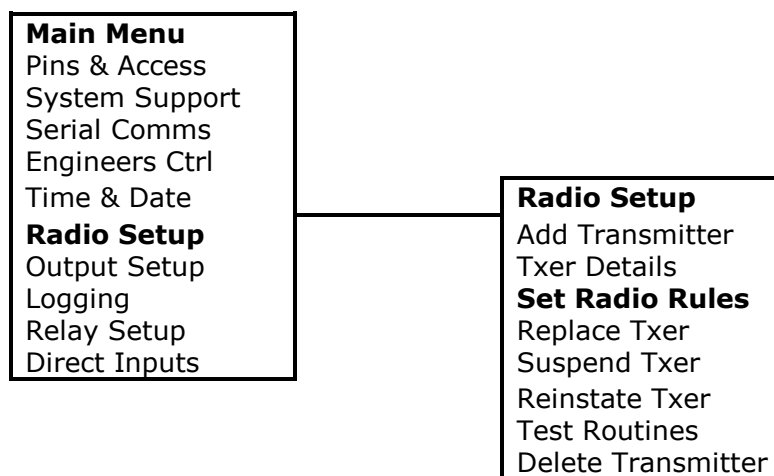 Main Menu
Pins & Access
System Support
Serial Comms
Engineers Ctrl
Time & Date
Radio Setup
Output Setup
Logging
Relay Setup
Direct Inputs
Radio Setup
Add Transmitter
Txer Details
Set Radio Rules
Replace Txer
Suspend Txer
Reinstate Txer
Test Routines
Delete Transmitter